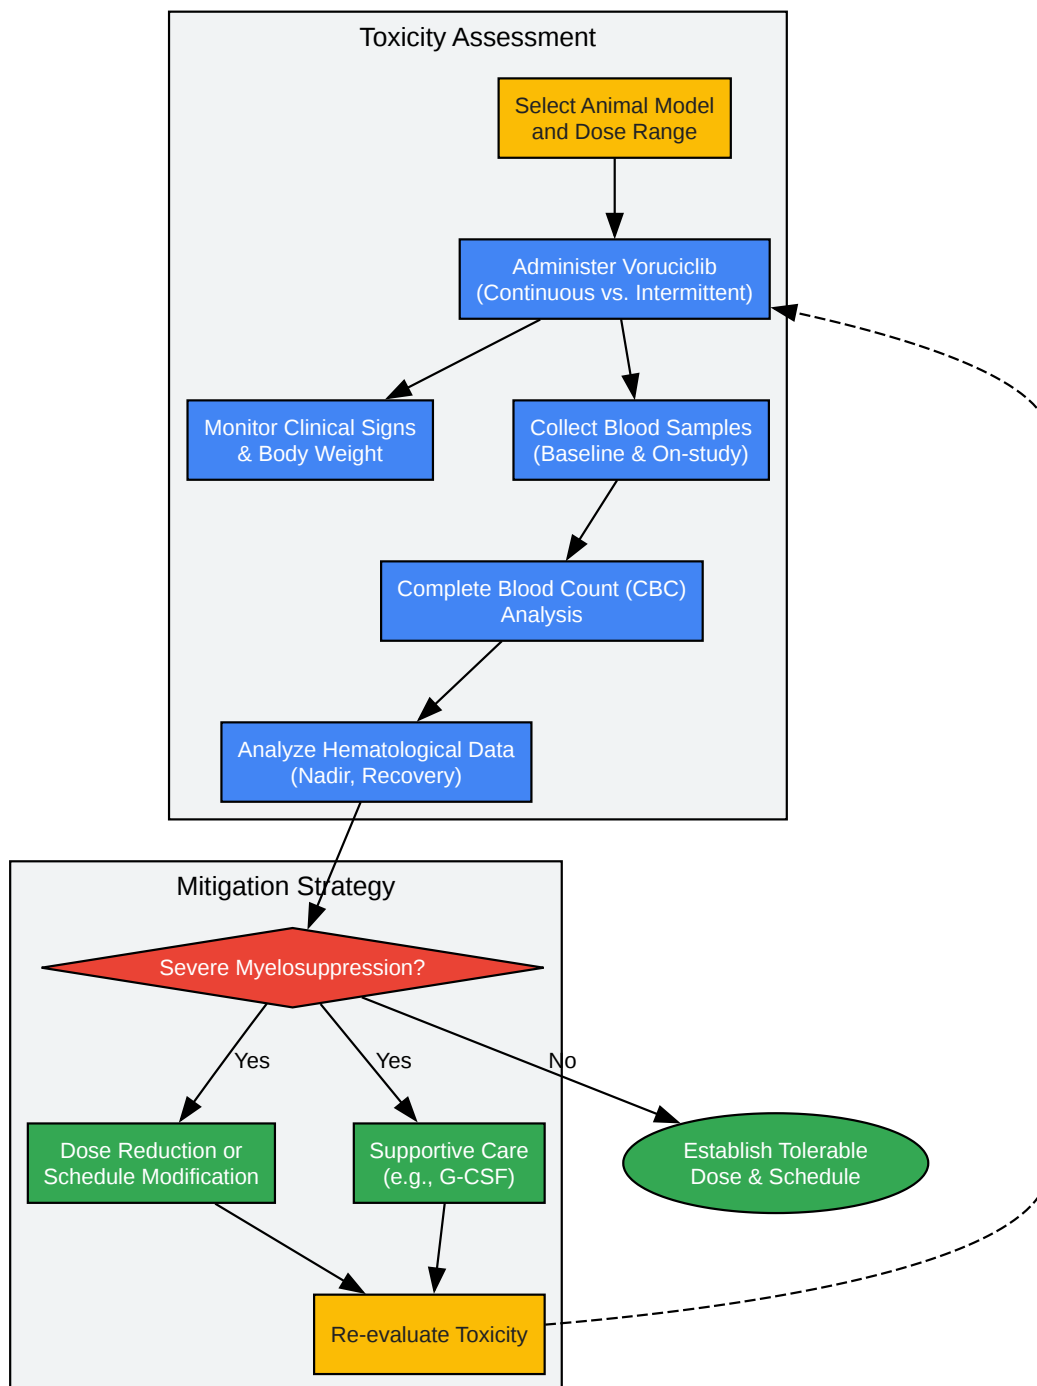 Toxicity Assessment
Select Animal Model
and Dose Range
Administer Voruciclib
(Continuous vs. Intermittent)
Monitor Clinical Signs
& Body Weight
Collect Blood Samples
(Baseline & On-study)
Complete Blood Count (CBC)
Analysis
Analyze Hematological Data
(Nadir, Recovery)
Mitigation Strategy
Severe Myelosuppression?
Yes
Yes
No
Dose Reduction or
Schedule Modification
Supportive Care
(e.g., G-CSF)
Establish Tolerable
Dose & Schedule
Re-evaluate Toxicity